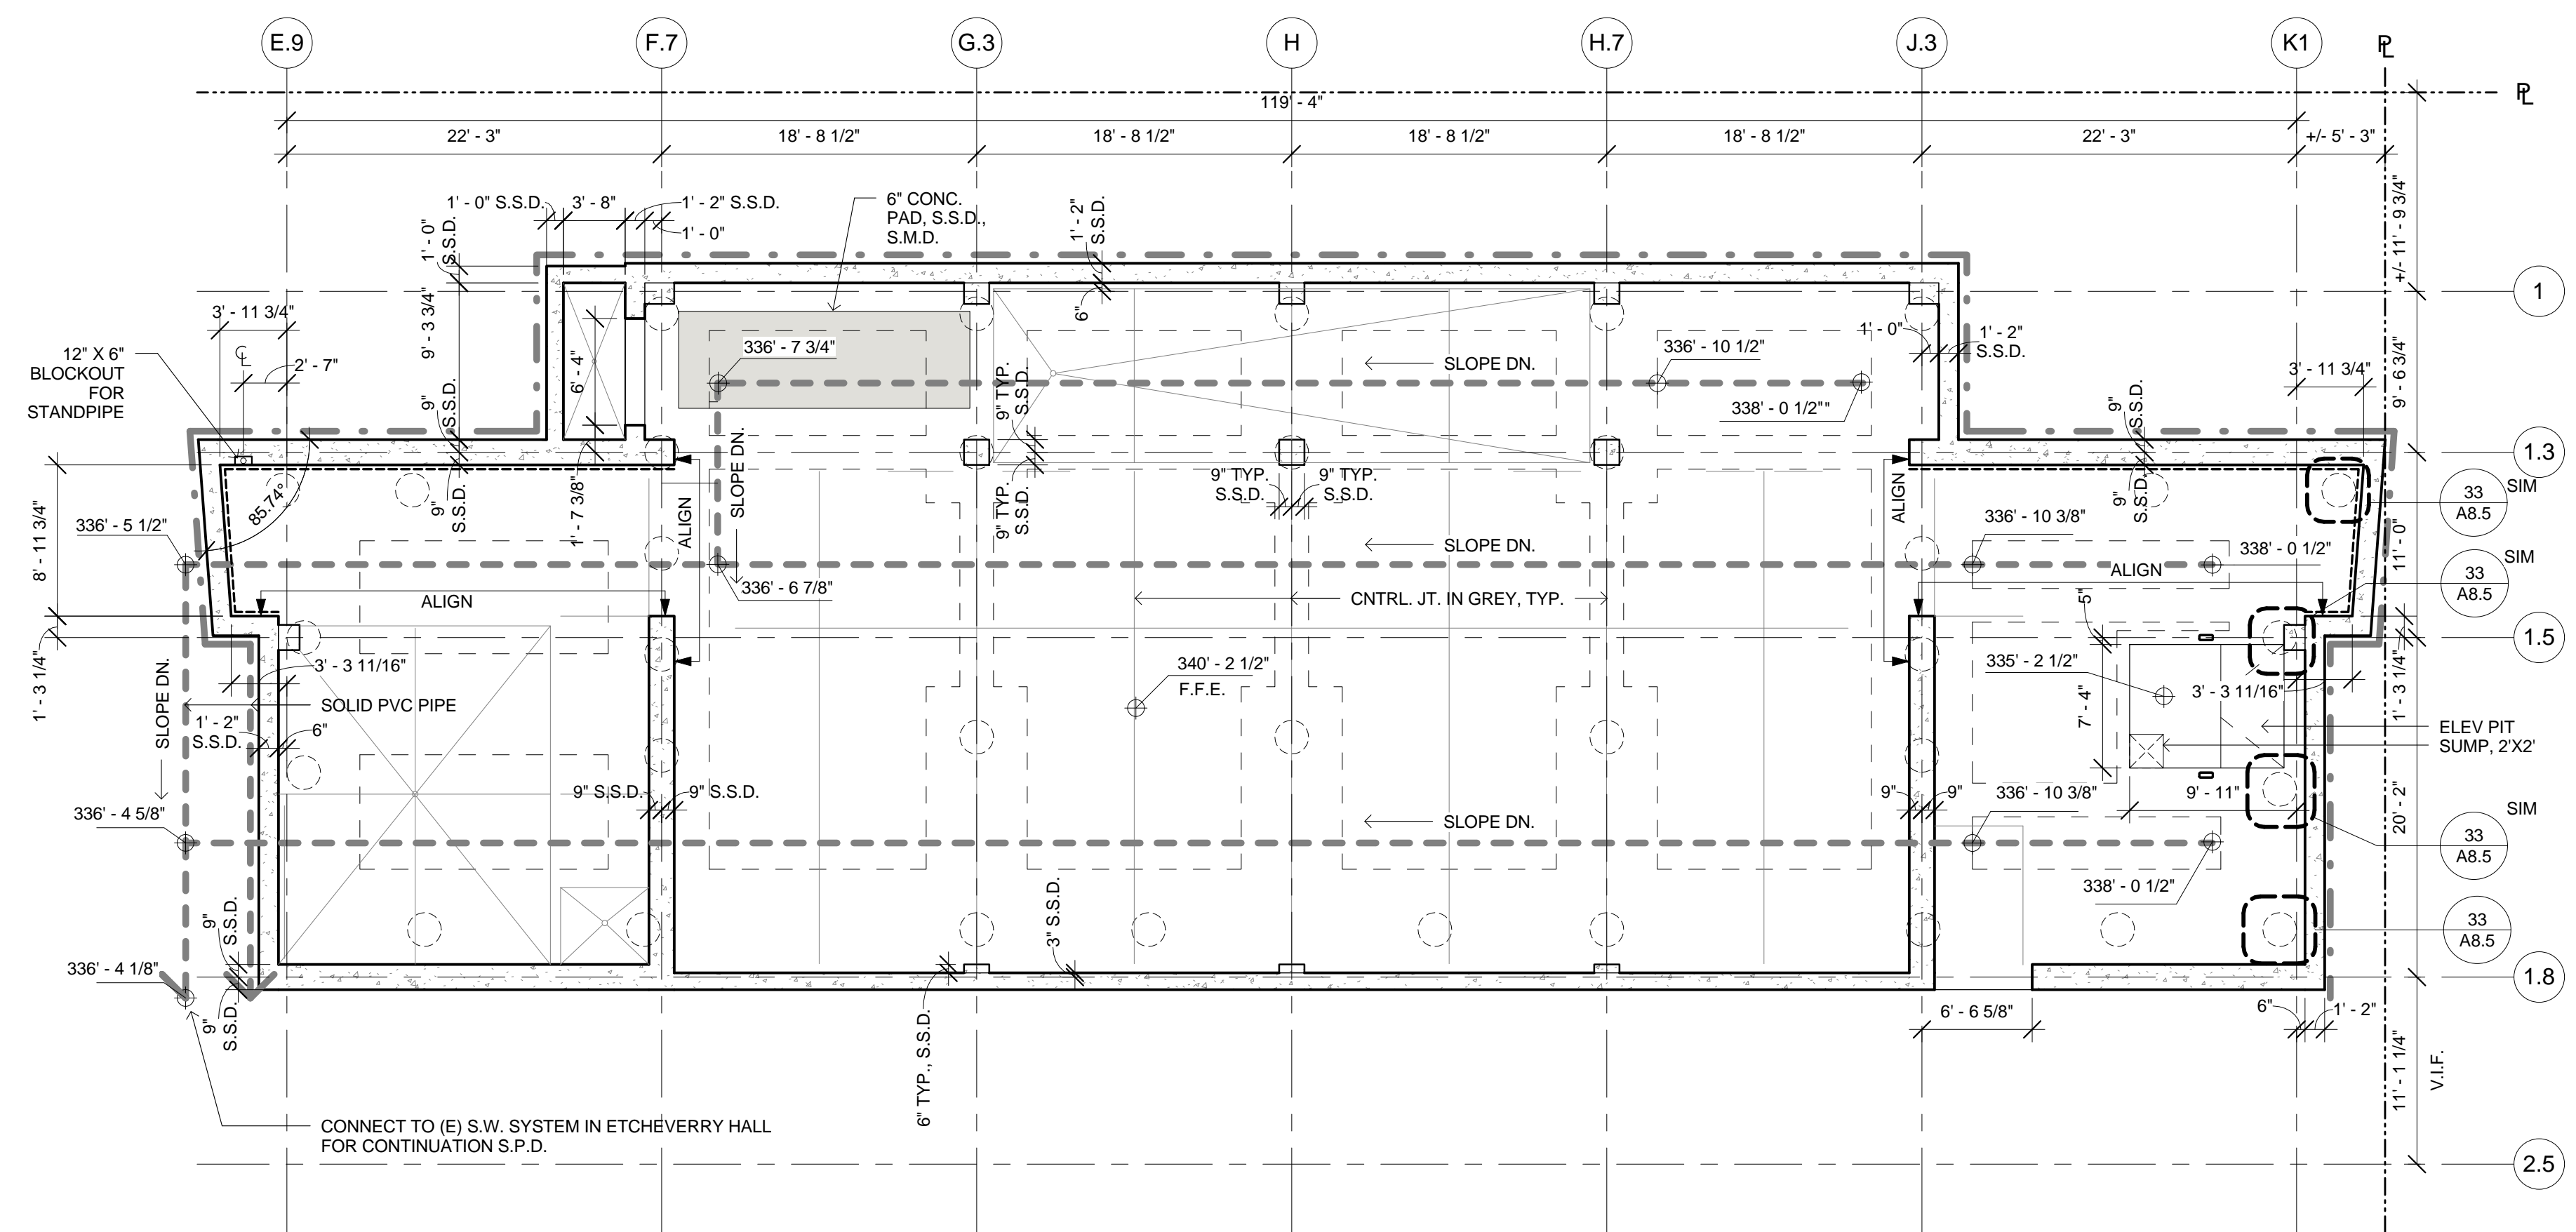 E.9
F.7
G.3
H
H.7
J.3
K1
PL
PL
119' - 4"
22' - 3"
18' - 8 1/2"
18' - 8 1/2"
18' - 8 1/2"
18' - 8 1/2"
22' - 3"
+/- 5' - 3"
+/- 11' - 9 3/4"
1' - 0" S.S.D.
3' - 8"
1' - 2" S.S.D.
1' - 0"
6" CONC.
PAD, S.S.D.,
S.M.D.
1' - 2"
S.S.D.
6"
1' - 0"
S.S.D.
9' - 3 3/4"
9"
S.S.D.
9"
S.S.D.
1
3' - 11 3/4"
CL
2' - 7"
12" X 6"
BLOCKOUT
FOR
STANDPIPE
6' - 4"
1' - 7 3/8"
336' - 7 3/4"
9" TYP.
S.S.D.
9" TYP.
S.S.D.
SLOPE DN.
336' - 10 1/2"
338' - 0 1/2""
1' - 0"
1' - 2"
S.S.D.
3' - 11 3/4"
9"
S.S.D.
9"
S.S.D.
9' - 6 3/4"
1.3
85.74°
8' - 11 3/4"
336' - 5 1/2"
ALIGN
SLOPE DN.
9" TYP.
S.S.D.
9" TYP.
S.S.D.
ALIGN
33
A8.5
SIM
SLOPE DN.
336' - 10 3/8"
338' - 0 1/2"
11' - 0"
336' - 6 7/8"
ALIGN
CNTRL. JT. IN GREY, TYP.
ALIGN
5"
33
A8.5
SIM
1.5
1' - 3 1/4"
3' - 3 11/16"
340' - 2 1/2"
F.F.E.
335' - 2 1/2"
3' - 3 11/16"
1' - 3 1/4"
SLOPE DN.
SOLID PVC PIPE
1' - 2"
S.S.D.
6"
7' - 4"
ELEV PIT
SUMP, 2'X2'
9" S.S.D.
9" S.S.D.
9"
9"
336' - 10 3/8"
9' - 11"
20' - 2"
SIM
336' - 4 5/8"
SLOPE DN.
33
A8.5
338' - 0 1/2"
9"
S.S.D.
9"
S.S.D.
3" S.S.D.
33
A8.5
336' - 4 1/8"
1.8
6" TYP., S.S.D.
6' - 6 5/8"
6"
1' - 2"
11' - 1 1/4"
V.I.F.
CONNECT TO (E) S.W. SYSTEM IN ETCHEVERRY HALL
FOR CONTINUATION S.P.D.
2.5